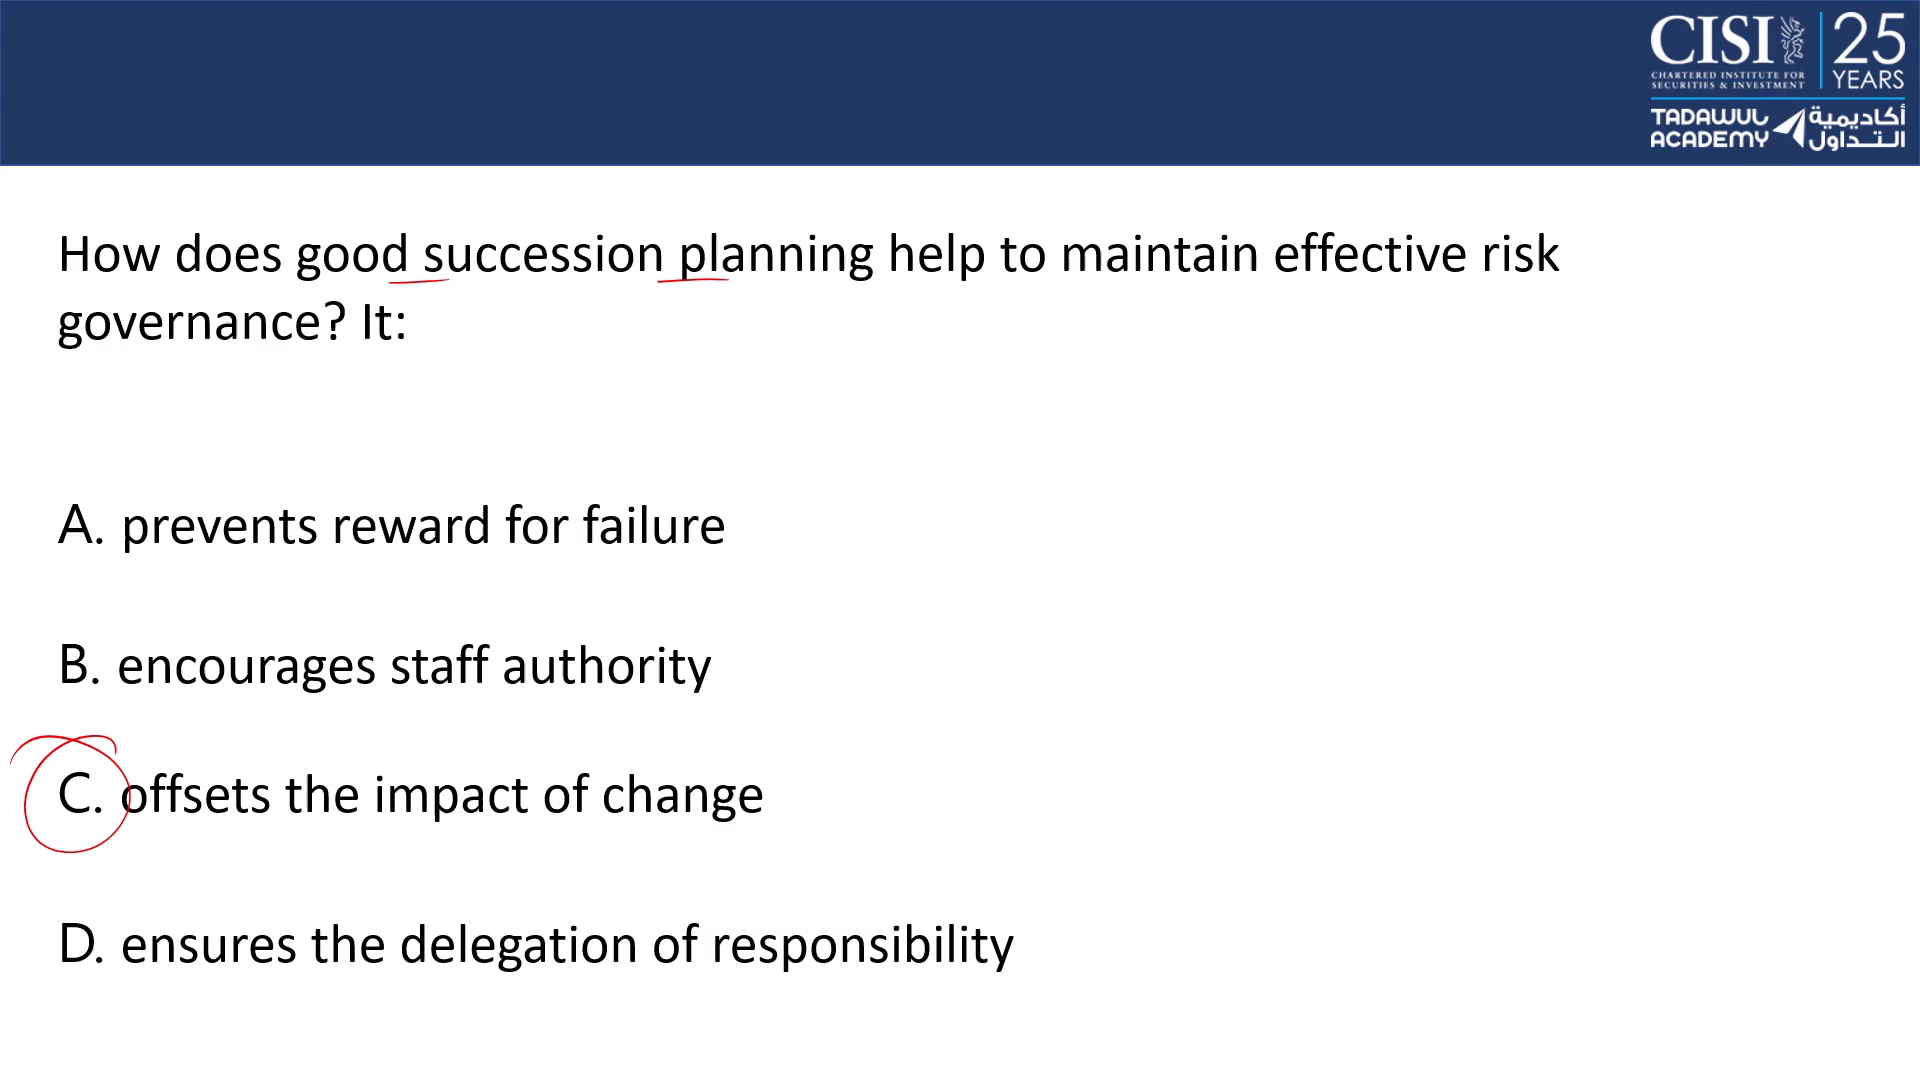 CISI
25
CHARTERED INSTITUTE FOR
SECURITIES & INVESTMENT
YEARS
TADAWUL
ACADEMY
أكاديمية
التداول
How does good succession planning help to maintain effective risk
governance? It:
A. prevents reward for failure
B. encourages staff authority
C. offsets the impact of change
D. ensures the delegation of responsibility